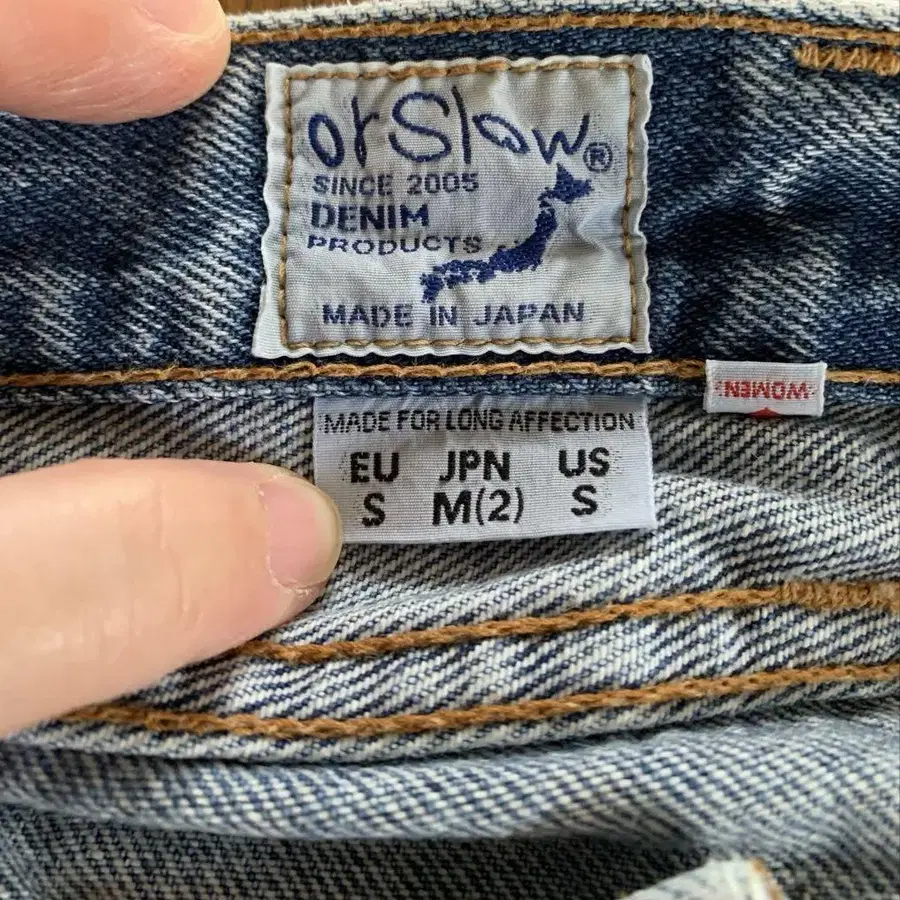 orSlow®
SINCE 2005
DENIM
PRODUCTS
MADE IN JAPAN
WOMEN
MADE FOR LONG AFFECTION
EU JPN US
S M(2) S